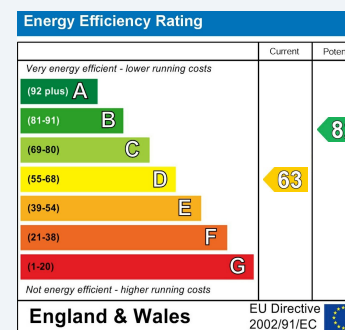 Energy Efficiency Rating
Current
Very energy efficient - lower running costs
(92 plus) A
(81-91) B
(69-80) C
(55-68) D
63
(39-54) E
(21-38) F
(1-20) G
Not energy efficient - higher running costs
England & Wales
EU Directive
2002/91/EC